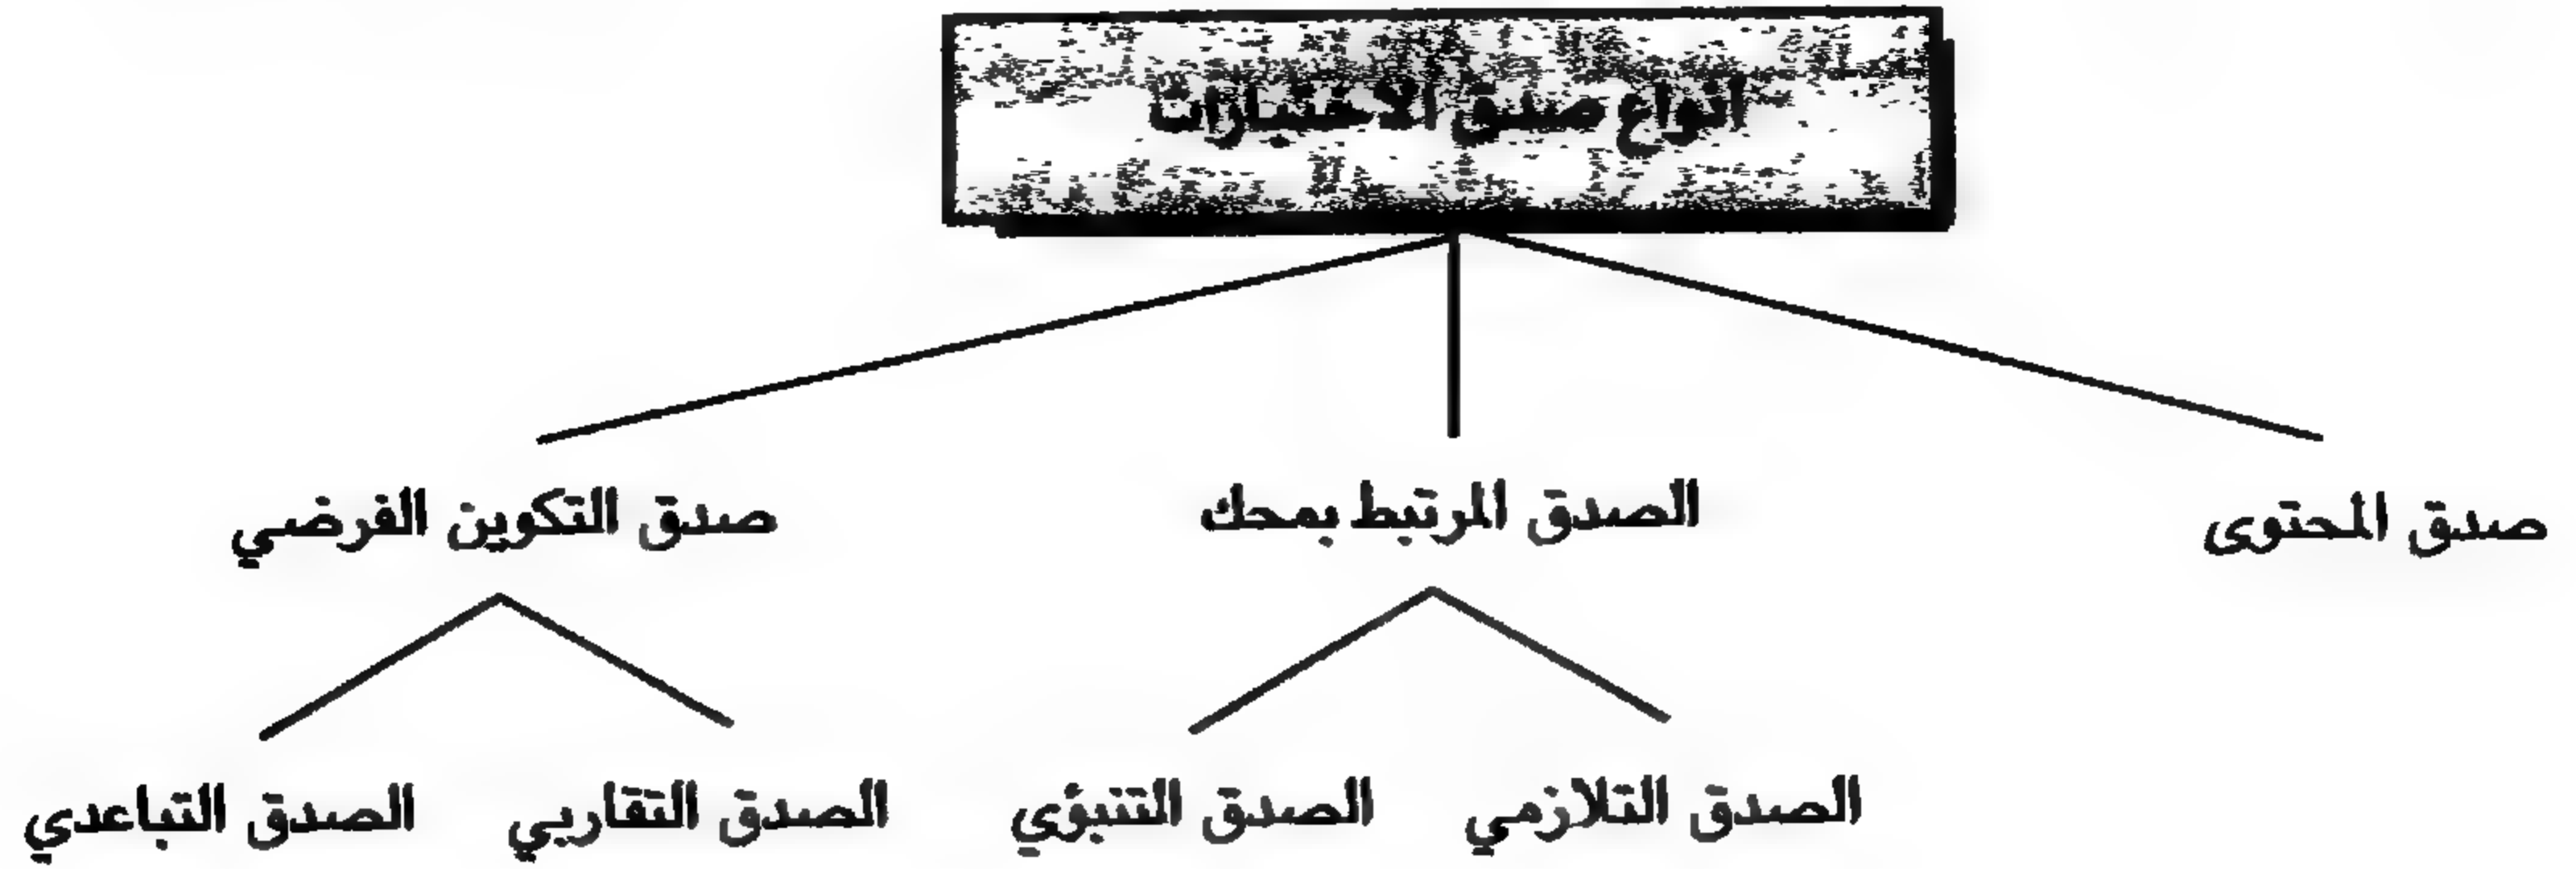 انواع صدق الاختبارات
صدق المحتوى
الصدق المرتبط بمحك
صدق التكوين الفرضي
الصدق التلازمي
الصدق التنبؤي
الصدق التقاربي
الصدق التباعدي